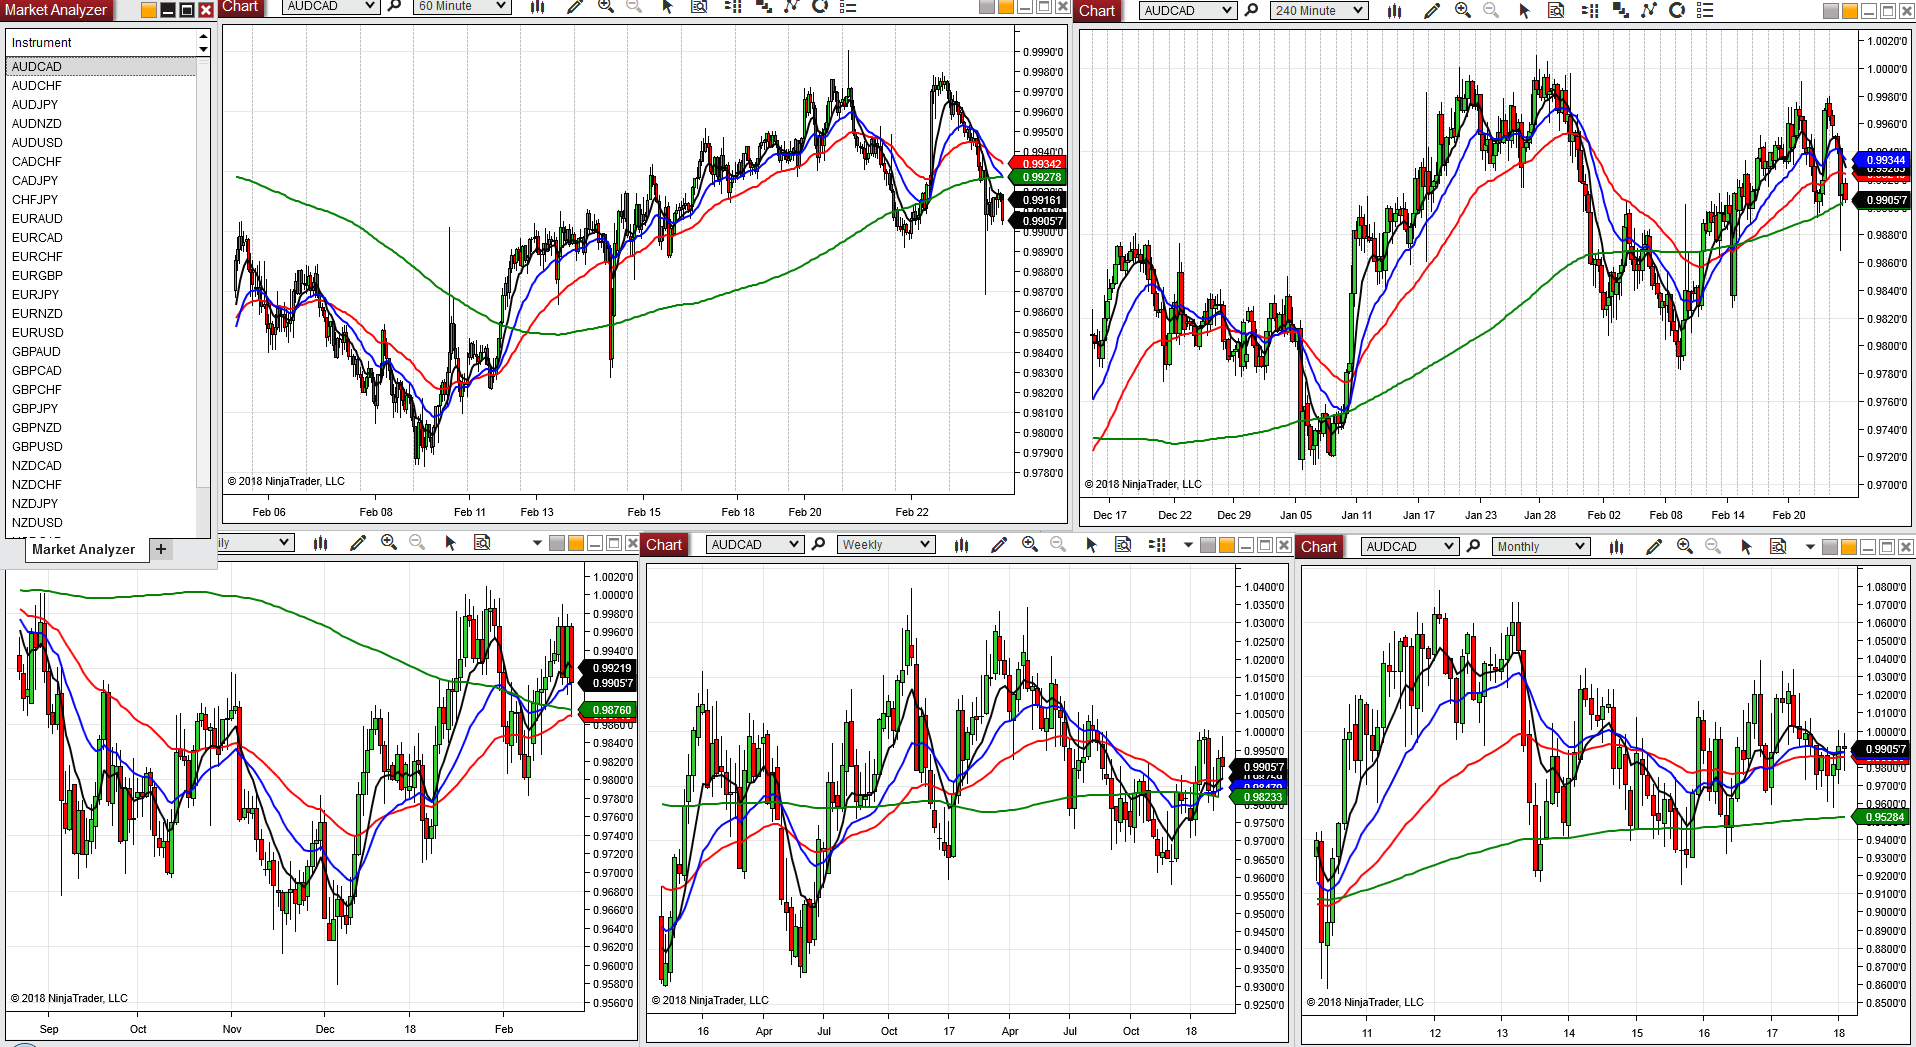 Market Analyzer
Instrument
AUDCAD
AUDCHF
AUDJPY
AUDNZD
AUDUSD
CADCHF
CADJPY
CHFJPY
EURAUD
EURCAD
EURCHF
EURGBP
EURJPY
EURNZD
EURUSD
GBPAUD
GBPCAD
GBPCHF
GBPJPY
GBPNZD
GBPUSD
NZDCAD
NZDCHF
NZDJPY
NZDUSD
Market Analyzer +
Chart AUDCAD 60 Minute
0.9990'0
0.9980'0
0.9970'0
0.9960'0
0.9950'0
0.9940'0
0.99342
0.99278
0.99161
0.9905'7
0.9900'0
0.9890'0
0.9880'0
0.9870'0
0.9860'0
0.9850'0
0.9840'0
0.9830'0
0.9820'0
0.9810'0
0.9800'0
0.9790'0
0.9780'0
© 2018 NinjaTrader, LLC
Feb 06 Feb 08 Feb 11 Feb 13 Feb 15 Feb 18 Feb 20 Feb 22
Chart AUDCAD 240 Minute
1.0020'0
1.0000'0
0.9980'0
0.9960'0
0.99344
0.9905'7
0.9880'0
0.9860'0
0.9840'0
0.9820'0
0.9800'0
0.9780'0
0.9760'0
0.9740'0
0.9720'0
0.9700'0
© 2018 NinjaTrader, LLC
Dec 17 Dec 22 Dec 29 Jan 05 Jan 11 Jan 17 Jan 23 Jan 28 Feb 02 Feb 08 Feb 14 Feb 20
ily
1.0020'0
1.0000'0
0.9980'0
0.9960'0
0.9940'0
0.99219
0.9905'7
0.98760
0.9860'0
0.9840'0
0.9820'0
0.9800'0
0.9780'0
0.9760'0
0.9740'0
0.9720'0
0.9700'0
0.9680'0
0.9660'0
0.9640'0
0.9620'0
0.9600'0
0.9580'0
0.9560'0
© 2018 NinjaTrader, LLC
Sep Oct Nov Dec 18 Feb
Chart AUDCAD Weekly
1.0400'0
1.0350'0
1.0300'0
1.0250'0
1.0200'0
1.0150'0
1.0100'0
1.0050'0
1.0000'0
0.9950'0
0.9905'7
0.98233
0.9750'0
0.9700'0
0.9650'0
0.9600'0
0.9550'0
0.9500'0
0.9450'0
0.9400'0
0.9350'0
0.9300'0
0.9250'0
© 2018 NinjaTrader, LLC
16 Apr Jul Oct 17 Apr Jul Oct 18
Chart AUDCAD Monthly
1.0800'0
1.0700'0
1.0600'0
1.0500'0
1.0400'0
1.0300'0
1.0200'0
1.0100'0
1.0000'0
0.9905'7
0.9800'0
0.9700'0
0.9600'0
0.95284
0.9400'0
0.9300'0
0.9200'0
0.9100'0
0.9000'0
0.8900'0
0.8800'0
0.8700'0
0.8600'0
0.8500'0
© 2018 NinjaTrader, LLC
11 12 13 14 15 16 17 18